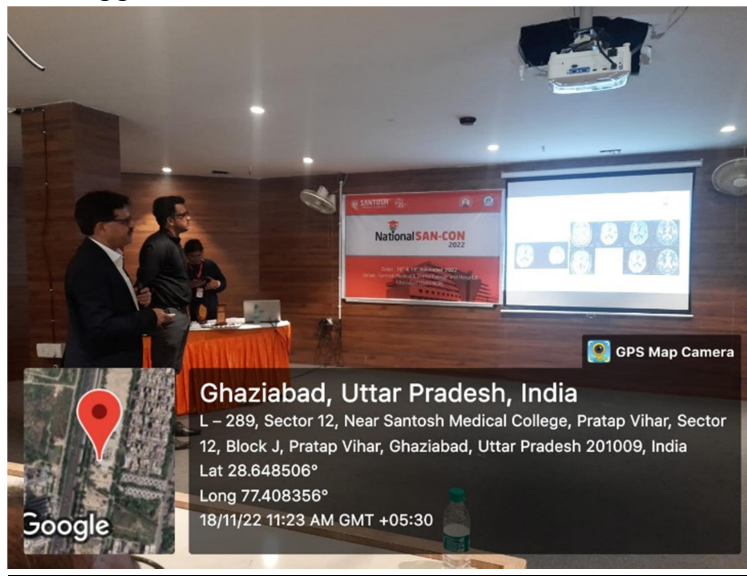 SANTOSH
National SAN-CON
2022
GPS Map Camera
Ghaziabad, Uttar Pradesh, India
L – 289, Sector 12, Near Santosh Medical College, Pratap Vihar, Sector
12, Block J, Pratap Vihar, Ghaziabad, Uttar Pradesh 201009, India
Lat 28.648506°
Long 77.408356°
18/11/22 11:23 AM GMT +05:30
Google